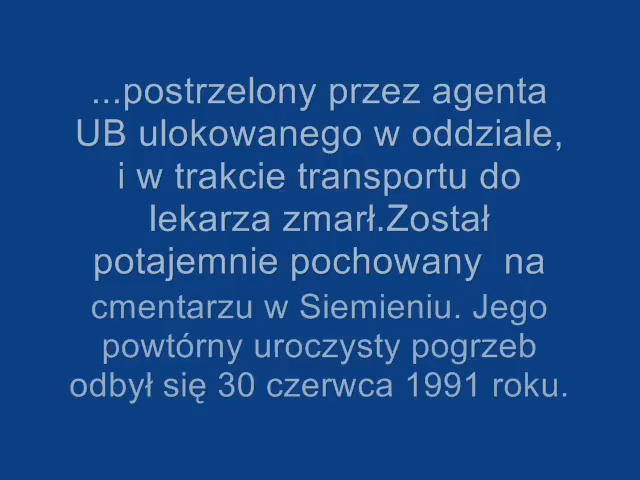 ...postrzelony przez agenta
UB ulokowanego w oddziale,
i w trakcie transportu do
lekarza zmarł.Został
potajemnie pochowany  na
cmentarzu w Siemieniu. Jego
powtórny uroczysty pogrzeb
odbył się 30 czerwca 1991 roku.